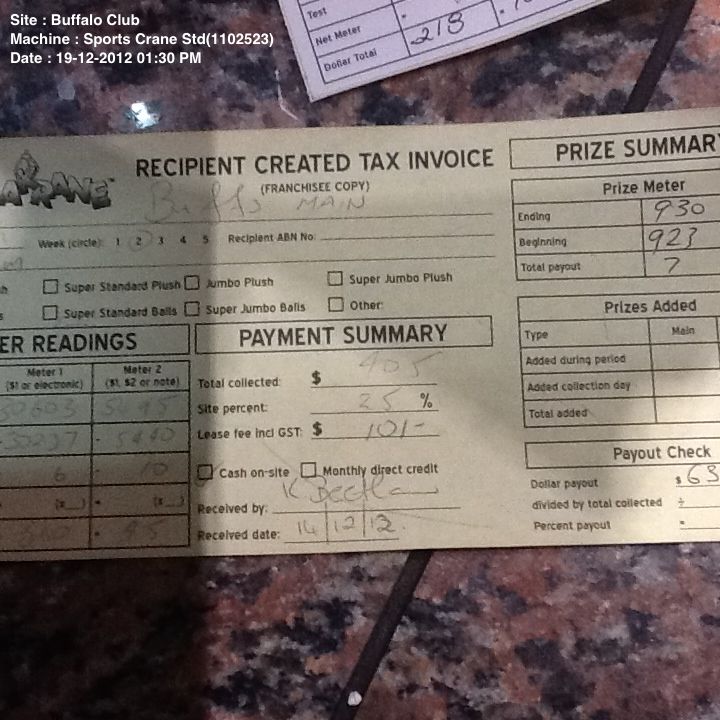 Site : Buffalo Club
Machine : Sports Crane Std(1102523)
Date : 19-12-2012 01:30 PM
Test
Net Meter
Dollar Total 218
RECIPIENT CREATED TAX INVOICE
(FRANCHISEE COPY)
Buffs MAIN
Week (circle): 1 2 3 4 5 Recipient ABN No:
Super Standard Plush Jumbo Plush Super Jumbo Plush
Super Standard Balls Super Jumbo Balls Other:
ER READINGS
Meter 1 Meter 2
($1 or electronic) ($1, $2 or note)
6 - 10
PAYMENT SUMMARY
Total collected: $ 405
Site percent: 25 %
Lease fee incl GST: $ 101-
Cash on-site Monthly direct credit
Received by:
Received date: 14 12 12
PRIZE SUMMARY
Prize Meter
Ending 930
Beginning 923
Total payout 7
Prizes Added
Type Main
Added during period
Added collection day
Total added
Payout Check
Dollar payout $ 63
divided by total collected ÷
Percent payout